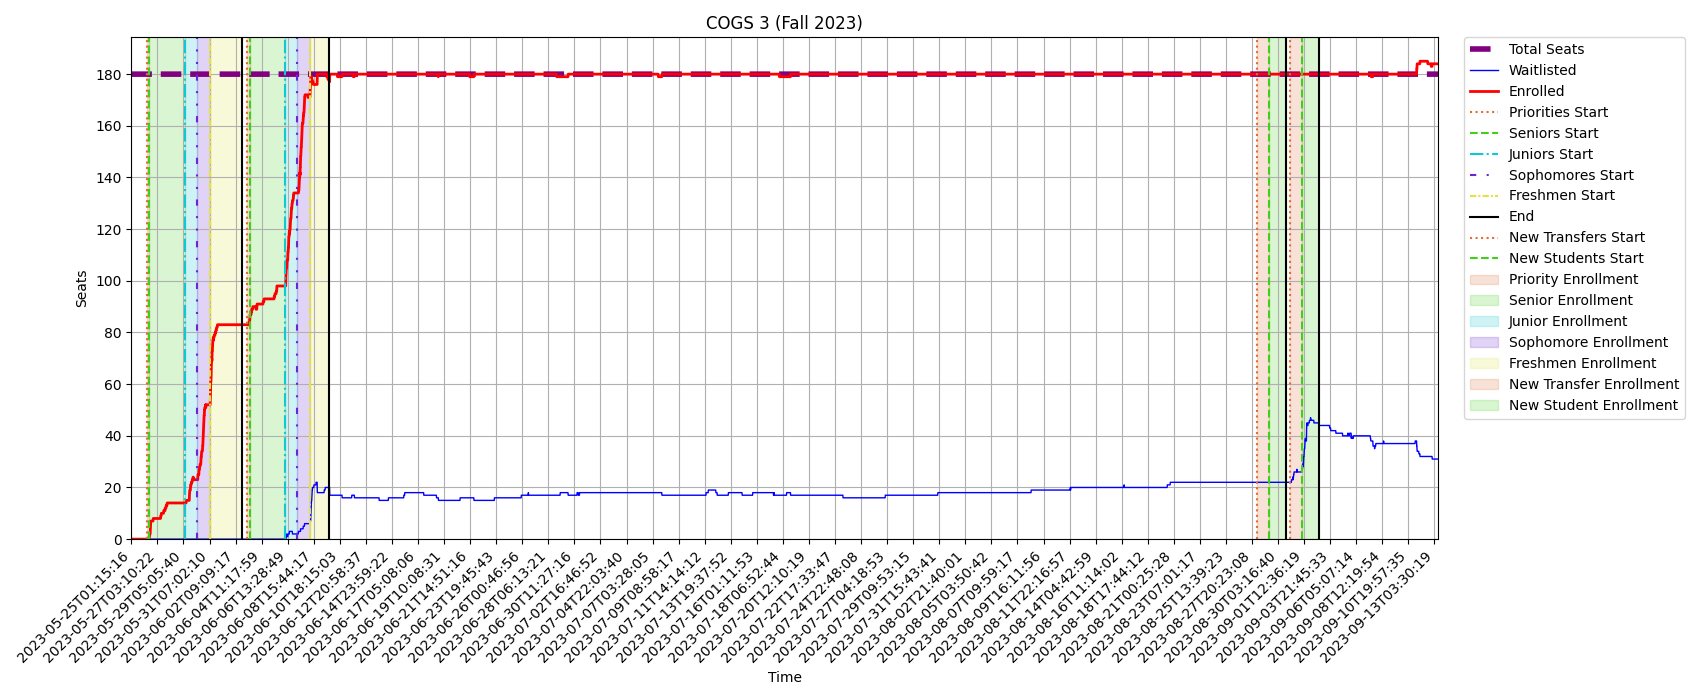 COGS 3 (Fall 2023)
Seats
180
160
140
120
100
80
60
40
20
0
2023-05-25T01:15:16
2023-05-27T03:10:22
2023-05-29T05:05:40
2023-05-31T07:02:10
2023-06-02T09:09:17
2023-06-04T11:17:59
2023-06-06T13:28:49
2023-06-08T15:44:17
2023-06-10T18:15:03
2023-06-12T20:58:37
2023-06-14T23:59:22
2023-06-17T05:08:06
2023-06-19T10:08:31
2023-06-21T14:51:16
2023-06-23T19:45:43
2023-06-26T00:46:56
2023-06-28T06:13:21
2023-06-30T11:27:16
2023-07-02T16:46:52
2023-07-04T22:03:40
2023-07-07T03:28:05
2023-07-09T08:58:17
2023-07-11T14:14:12
2023-07-13T19:37:52
2023-07-16T01:11:53
2023-07-18T06:52:44
2023-07-20T12:10:19
2023-07-22T17:33:47
2023-07-24T22:48:08
2023-07-27T04:18:53
2023-07-29T09:53:15
2023-07-31T15:43:41
2023-08-02T21:40:01
2023-08-05T03:50:42
2023-08-07T09:59:17
2023-08-09T16:11:56
2023-08-11T22:16:57
2023-08-14T04:42:59
2023-08-16T11:14:02
2023-08-18T17:44:12
2023-08-21T00:25:28
2023-08-23T07:01:17
2023-08-25T13:39:23
2023-08-27T20:23:08
2023-08-30T03:16:40
2023-09-01T12:36:19
2023-09-03T21:45:33
2023-09-06T05:07:14
2023-09-08T12:19:54
2023-09-10T19:57:35
2023-09-13T03:30:19
Time
Total Seats
Waitlisted
Enrolled
Priorities Start
Seniors Start
Juniors Start
Sophomores Start
Freshmen Start
End
New Transfers Start
New Students Start
Priority Enrollment
Senior Enrollment
Junior Enrollment
Sophomore Enrollment
Freshmen Enrollment
New Transfer Enrollment
New Student Enrollment